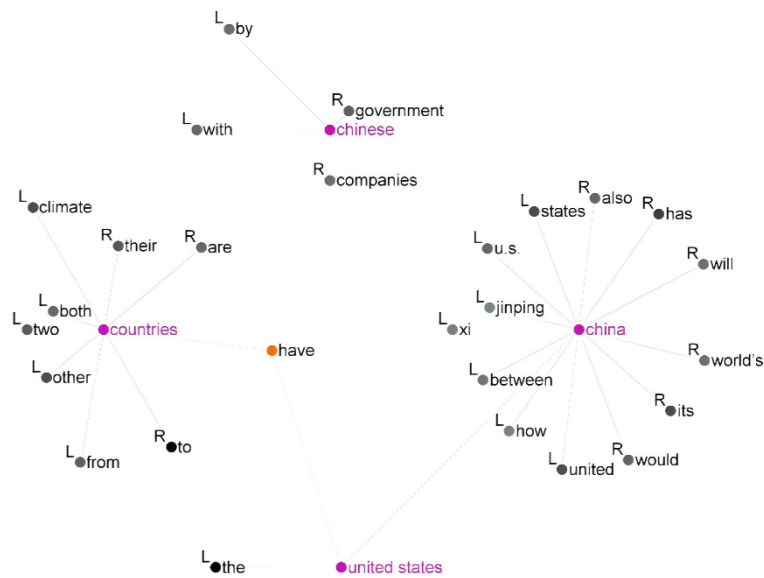 L by
R government
L with
chinese
R companies
L climate
L states
R also
R has
R their
R are
L u.s.
R will
L jinping
L both
L two
countries
L xi
china
have
R world's
L other
L between
R its
L how
R to
L from
L united
R would
L the
united states